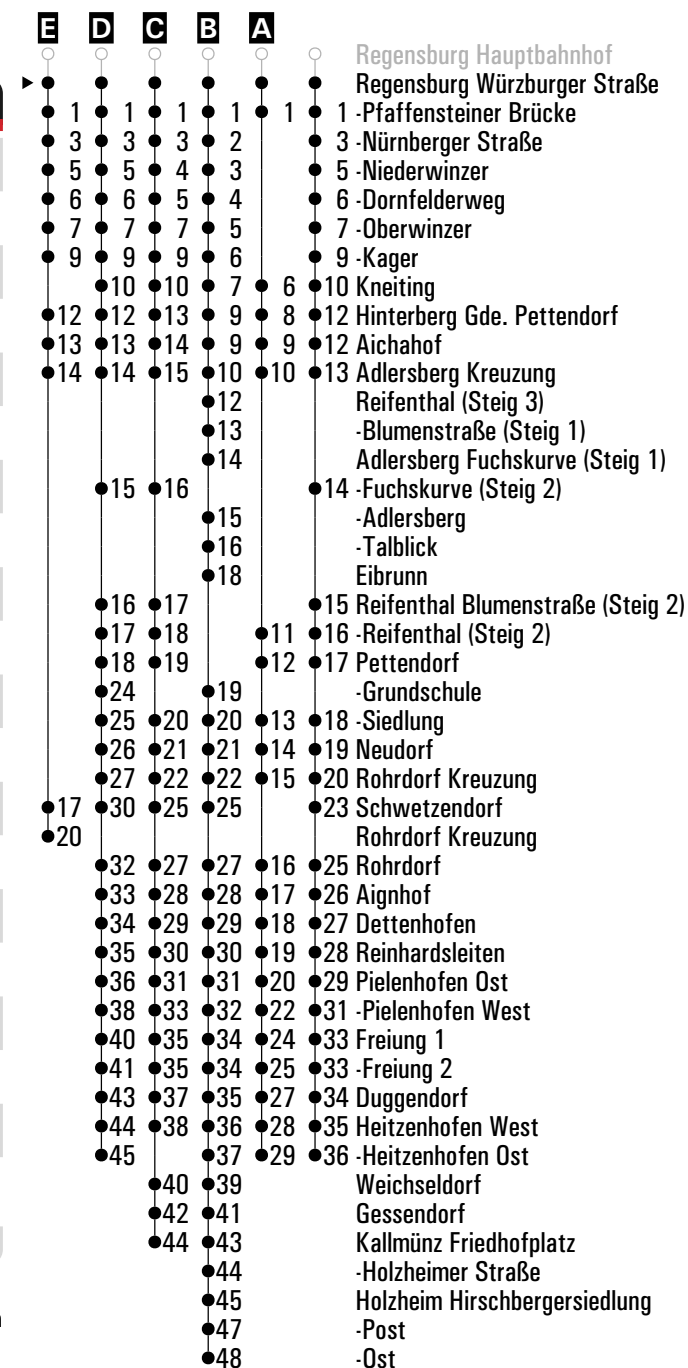 E D C B A
Regensburg Hauptbahnhof
Regensburg Würzburger Straße
1 1 1 1 1 1 -Pfaffensteiner Brücke
3 3 3 2 3 -Nürnberger Straße
5 5 4 3 5 -Niederwinzer
6 6 5 4 6 -Dornfelderweg
7 7 7 5 7 -Oberwinzer
9 9 9 6 9 -Kager
10 10 7 6 10 Kneiting
12 12 13 9 8 12 Hinterberg Gde. Pettendorf
13 13 14 9 9 12 Aichahof
14 14 15 10 10 13 Adlersberg Kreuzung
12 Reifenthal (Steig 3)
13 -Blumenstraße (Steig 1)
14 Adlersberg Fuchskurve (Steig 1)
15 16 14 -Fuchskurve (Steig 2)
15 -Adlersberg
16 -Talblick
18 Eibrunn
16 17 15 Reifenthal Blumenstraße (Steig 2)
17 18 11 16 -Reifenthal (Steig 2)
18 19 12 17 Pettendorf
24 19 -Grundschule
25 20 20 13 18 -Siedlung
26 21 21 14 19 Neudorf
27 22 22 15 20 Rohrdorf Kreuzung
17 30 25 25 23 Schwetzendorf
20 Rohrdorf Kreuzung
32 27 27 16 25 Rohrdorf
33 28 28 17 26 Aignhof
34 29 29 18 27 Dettenhofen
35 30 30 19 28 Reinhardsleiten
36 31 31 20 29 Pielenhofen Ost
38 33 32 22 31 -Pielenhofen West
40 35 34 24 33 Freiung 1
41 35 34 25 33 -Freiung 2
43 37 35 27 34 Duggendorf
44 38 36 28 35 Heitzenhofen West
45 37 29 36 -Heitzenhofen Ost
40 39 Weichseldorf
42 41 Gessendorf
44 43 Kallmünz Friedhofplatz
44 -Holzheimer Straße
45 Holzheim Hirschbergersiedlung
47 -Post
48 -Ost